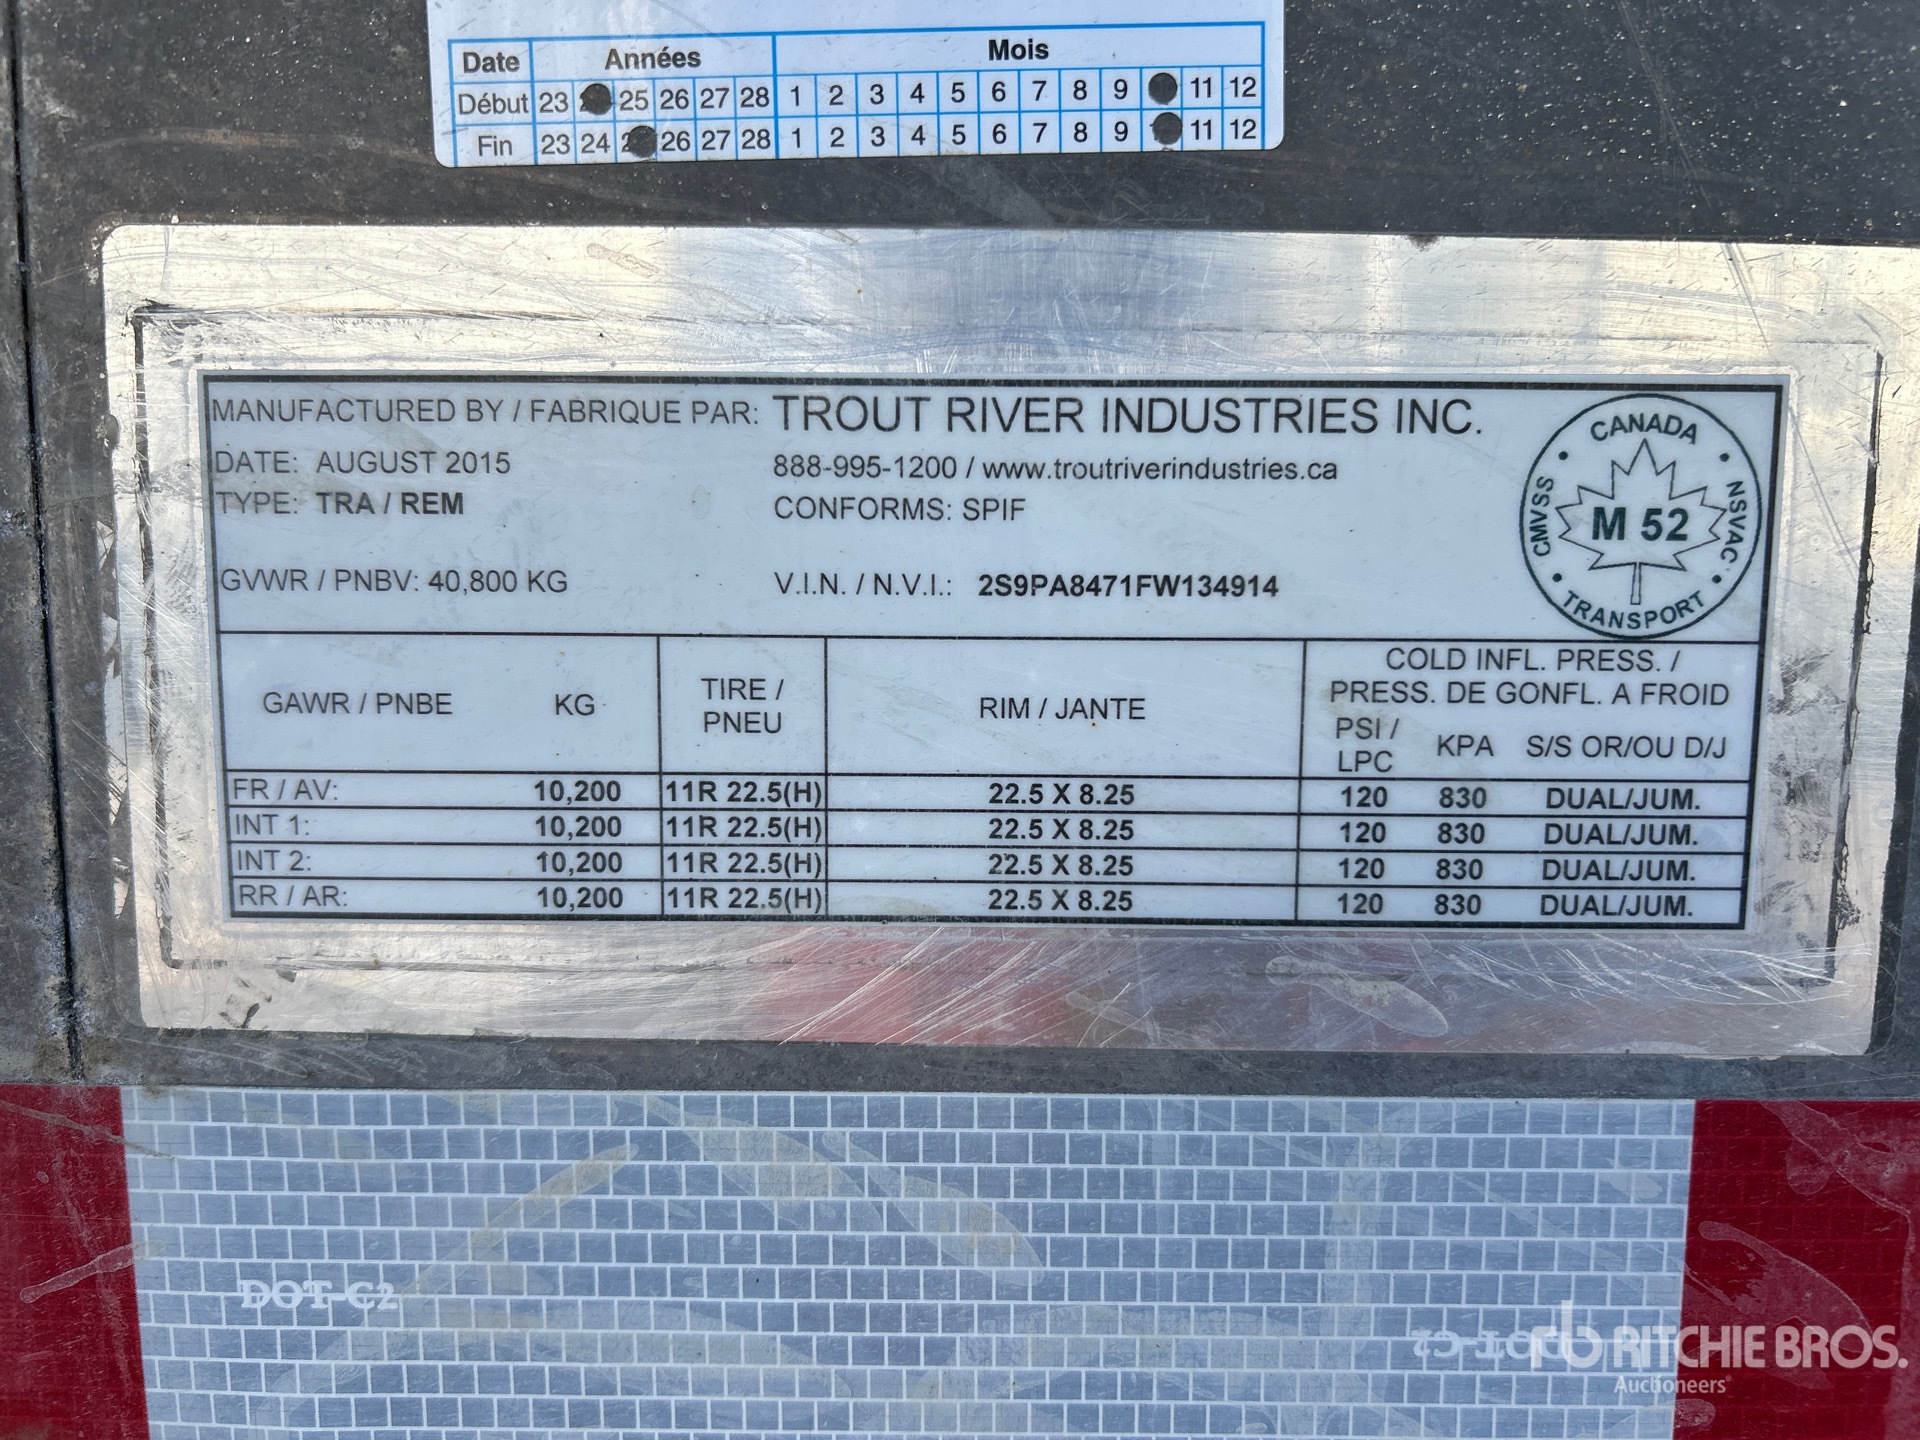 Date Années Mois
Début 23 25 26 27 28 1 2 3 4 5 6 7 8 9 11 12
Fin 23 24 26 27 28 1 2 3 4 5 6 7 8 9 11 12
MANUFACTURED BY / FABRIQUE PAR: TROUT RIVER INDUSTRIES INC.
DATE: AUGUST 2015 888-995-1200 / www.troutriverindustries.ca
TYPE: TRA / REM CONFORMS: SPIF
GVWR / PNBV: 40,800 KG V.I.N. / N.V.I.: 2S9PA8471FW134914
CANADA
CMVSS M 52 NSVAC
TRANSPORT
GAWR / PNBE KG TIRE / PNEU RIM / JANTE COLD INFL. PRESS. /
PRESS. DE GONFL. A FROID
PSI / LPC KPA S/S OR/OU D/J
FR / AV: 10,200 11R 22.5(H) 22.5 X 8.25 120 830 DUAL/JUM.
INT 1: 10,200 11R 22.5(H) 22.5 X 8.25 120 830 DUAL/JUM.
INT 2: 10,200 11R 22.5(H) 22.5 X 8.25 120 830 DUAL/JUM.
RR / AR: 10,200 11R 22.5(H) 22.5 X 8.25 120 830 DUAL/JUM.
DOT-C2
DOT-C2
rb RITCHIE BROS.
Auctioneers